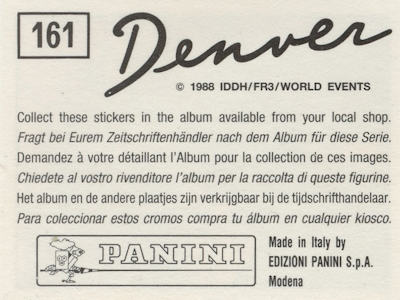 161
Denver
© 1988 IDDH/FR3/WORLD EVENTS
Collect these stickers in the album available from your local shop.
Fragt bei Eurem Zeitschriftenhändler nach dem Album für diese Serie.
Demandez à votre détaillant l'Album pour la collection de ces images.
Chiedete al vostro rivenditore l'album per la raccolta di queste figurine.
Het album en de andere plaatjes zijn verkrijgbaar bij de tijdschrifthandelaar.
Para coleccionar estos cromos compra tu álbum en cualquier kiosco.
PANINI
Made in Italy by
EDIZIONI PANINI S.p.A.
Modena